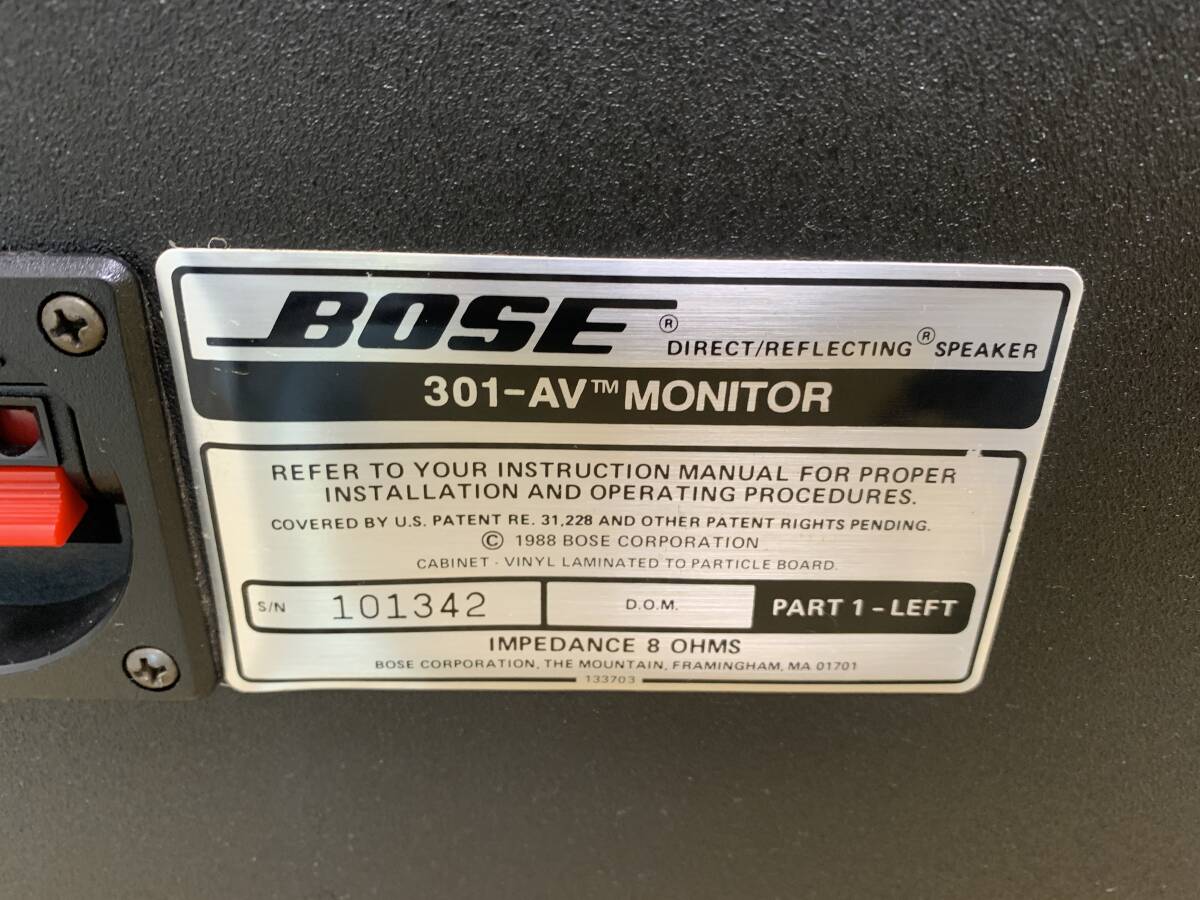 BOSE®
DIRECT/REFLECTING® SPEAKER
301-AV™ MONITOR
REFER TO YOUR INSTRUCTION MANUAL FOR PROPER
INSTALLATION AND OPERATING PROCEDURES.
COVERED BY U.S. PATENT RE. 31,228 AND OTHER PATENT RIGHTS PENDING.
© 1988 BOSE CORPORATION
CABINET - VINYL LAMINATED TO PARTICLE BOARD.
S/N 101342 D.O.M. PART 1 - LEFT
IMPEDANCE 8 OHMS
BOSE CORPORATION, THE MOUNTAIN, FRAMINGHAM, MA 01701
133703